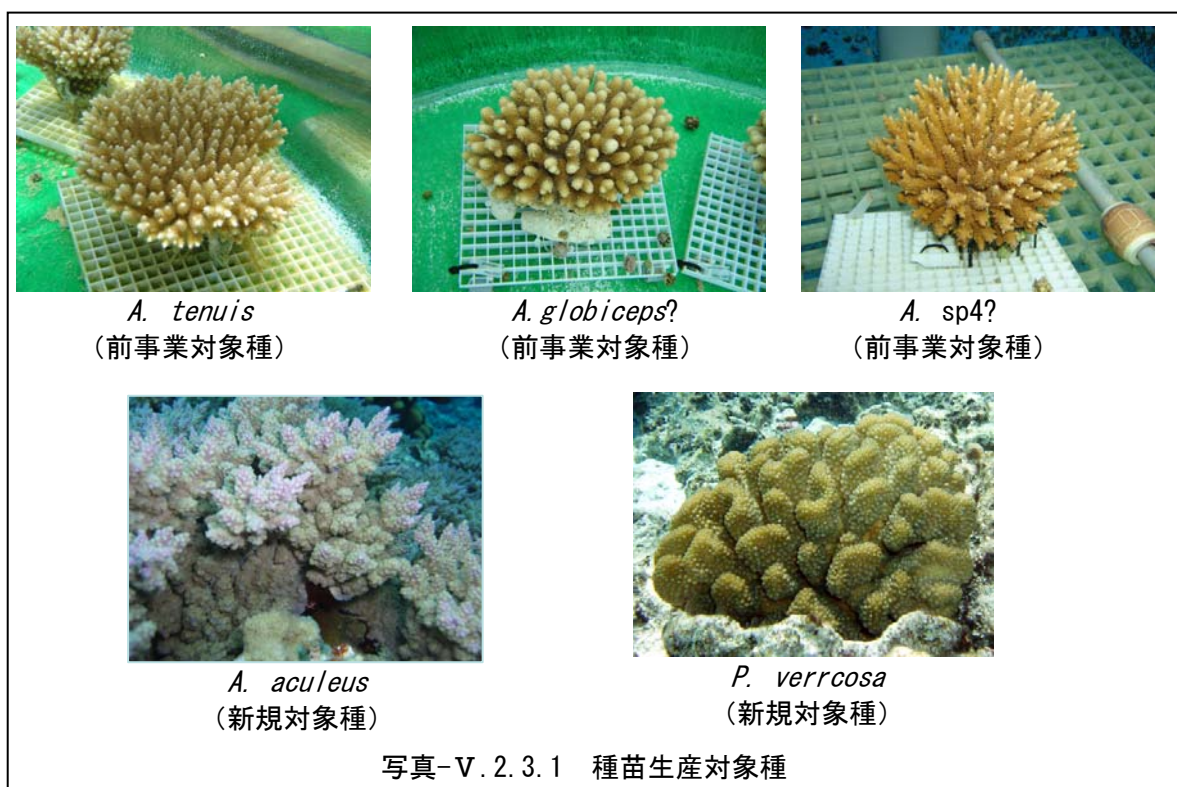 A. tenuis
（前事業対象種）
A.globiceps?
（前事業対象種）
A. sp4?
（前事業対象種）
A. aculeus
（新規対象種）
P. verrcosa
（新規対象種）
写真-Ⅴ.2.3.1 種苗生産対象種